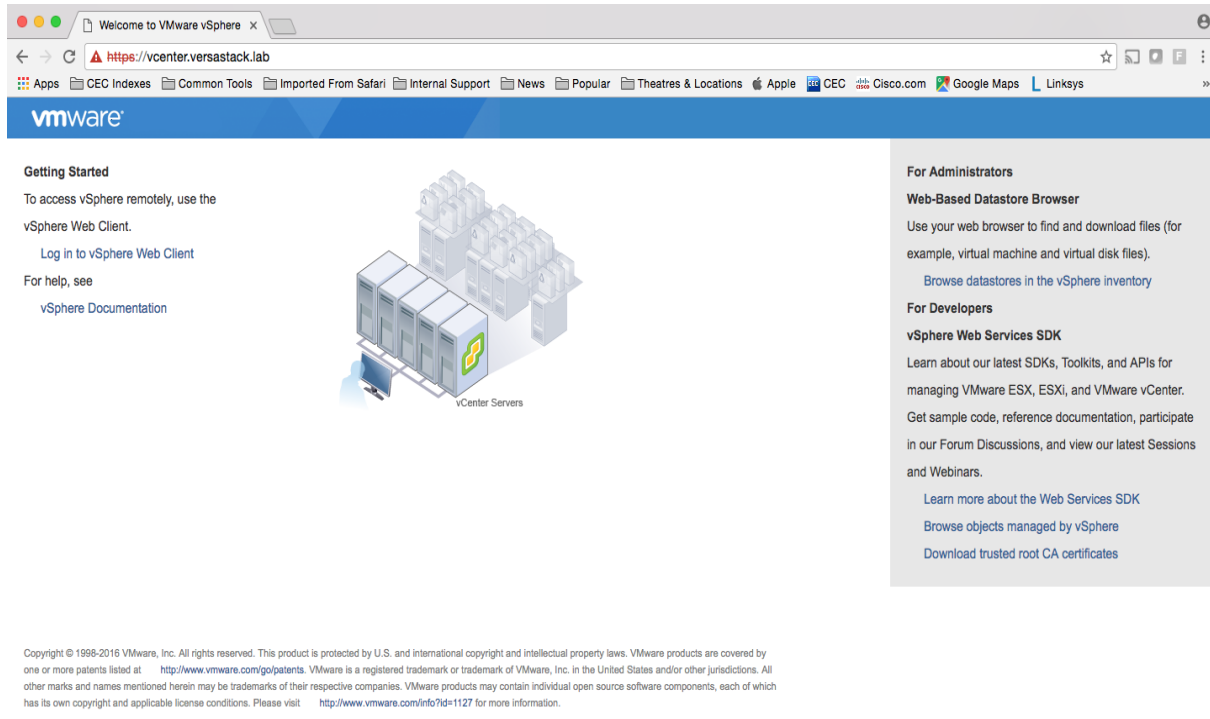 Welcome to VMware vSphere ×
https://vcenter.versastack.lab
Apps CEC Indexes Common Tools Imported From Safari Internal Support News Popular Theatres & Locations Apple CEC Cisco.com Google Maps Linksys »
vmware
Getting Started
To access vSphere remotely, use the
vSphere Web Client.
Log in to vSphere Web Client
For help, see
vSphere Documentation
vCenter Servers
For Administrators
Web-Based Datastore Browser
Use your web browser to find and download files (for
example, virtual machine and virtual disk files).
Browse datastores in the vSphere inventory
For Developers
vSphere Web Services SDK
Learn about our latest SDKs, Toolkits, and APIs for
managing VMware ESX, ESXi, and VMware vCenter.
Get sample code, reference documentation, participate
in our Forum Discussions, and view our latest Sessions
and Webinars.
Learn more about the Web Services SDK
Browse objects managed by vSphere
Download trusted root CA certificates
Copyright © 1998-2016 VMware, Inc. All rights reserved. This product is protected by U.S. and international copyright and intellectual property laws. VMware products are covered by
one or more patents listed at http://www.vmware.com/go/patents. VMware is a registered trademark or trademark of VMware, Inc. in the United States and/or other jurisdictions. All
other marks and names mentioned herein may be trademarks of their respective companies. VMware products may contain individual open source software components, each of which
has its own copyright and applicable license conditions. Please visit http://www.vmware.com/info?id=1127 for more information.